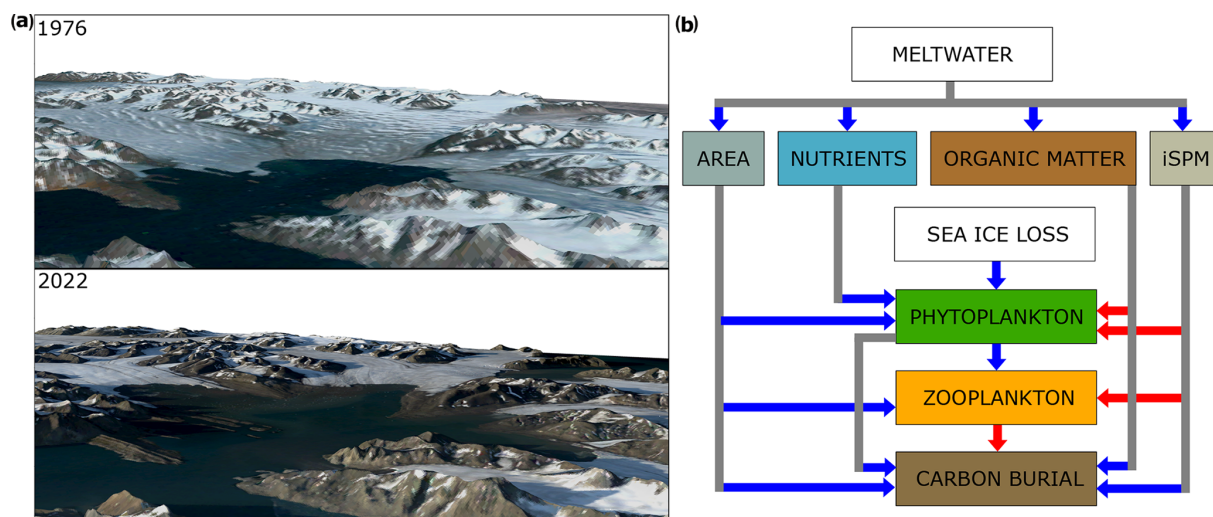 (a)
1976
2022
(b)
MELTWATER
AREA
NUTRIENTS
ORGANIC MATTER
iSPM
SEA ICE LOSS
PHYTOPLANKTON
ZOOPLANKTON
CARBON BURIAL